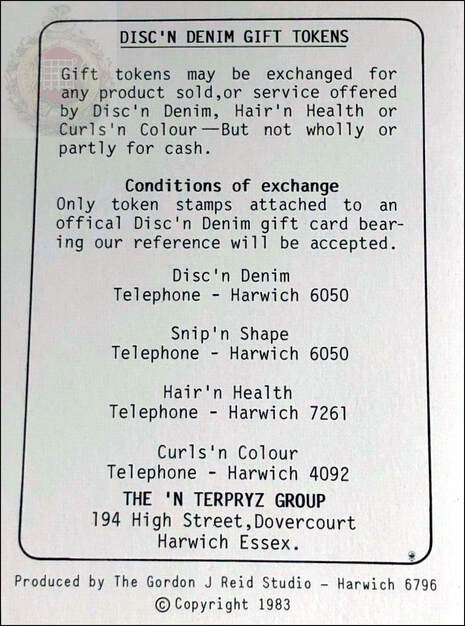 DISC'N DENIM GIFT TOKENS
Gift tokens may be exchanged for
any product sold,or service offered
by Disc'n Denim, Hair'n Health or
Curls'n Colour—But not wholly or
partly for cash.
Conditions of exchange
Only token stamps attached to an
offical Disc'n Denim gift card bear-
ing our reference will be accepted.
Disc'n Denim
Telephone - Harwich 6050
Snip'n Shape
Telephone - Harwich 6050
Hair'n Health
Telephone - Harwich 7261
Curls'n Colour
Telephone - Harwich 4092
THE 'N TERPRYZ GROUP
194 High Street,Dovercourt
Harwich Essex.
Produced by The Gordon J Reid Studio - Harwich 6796
© Copyright 1983